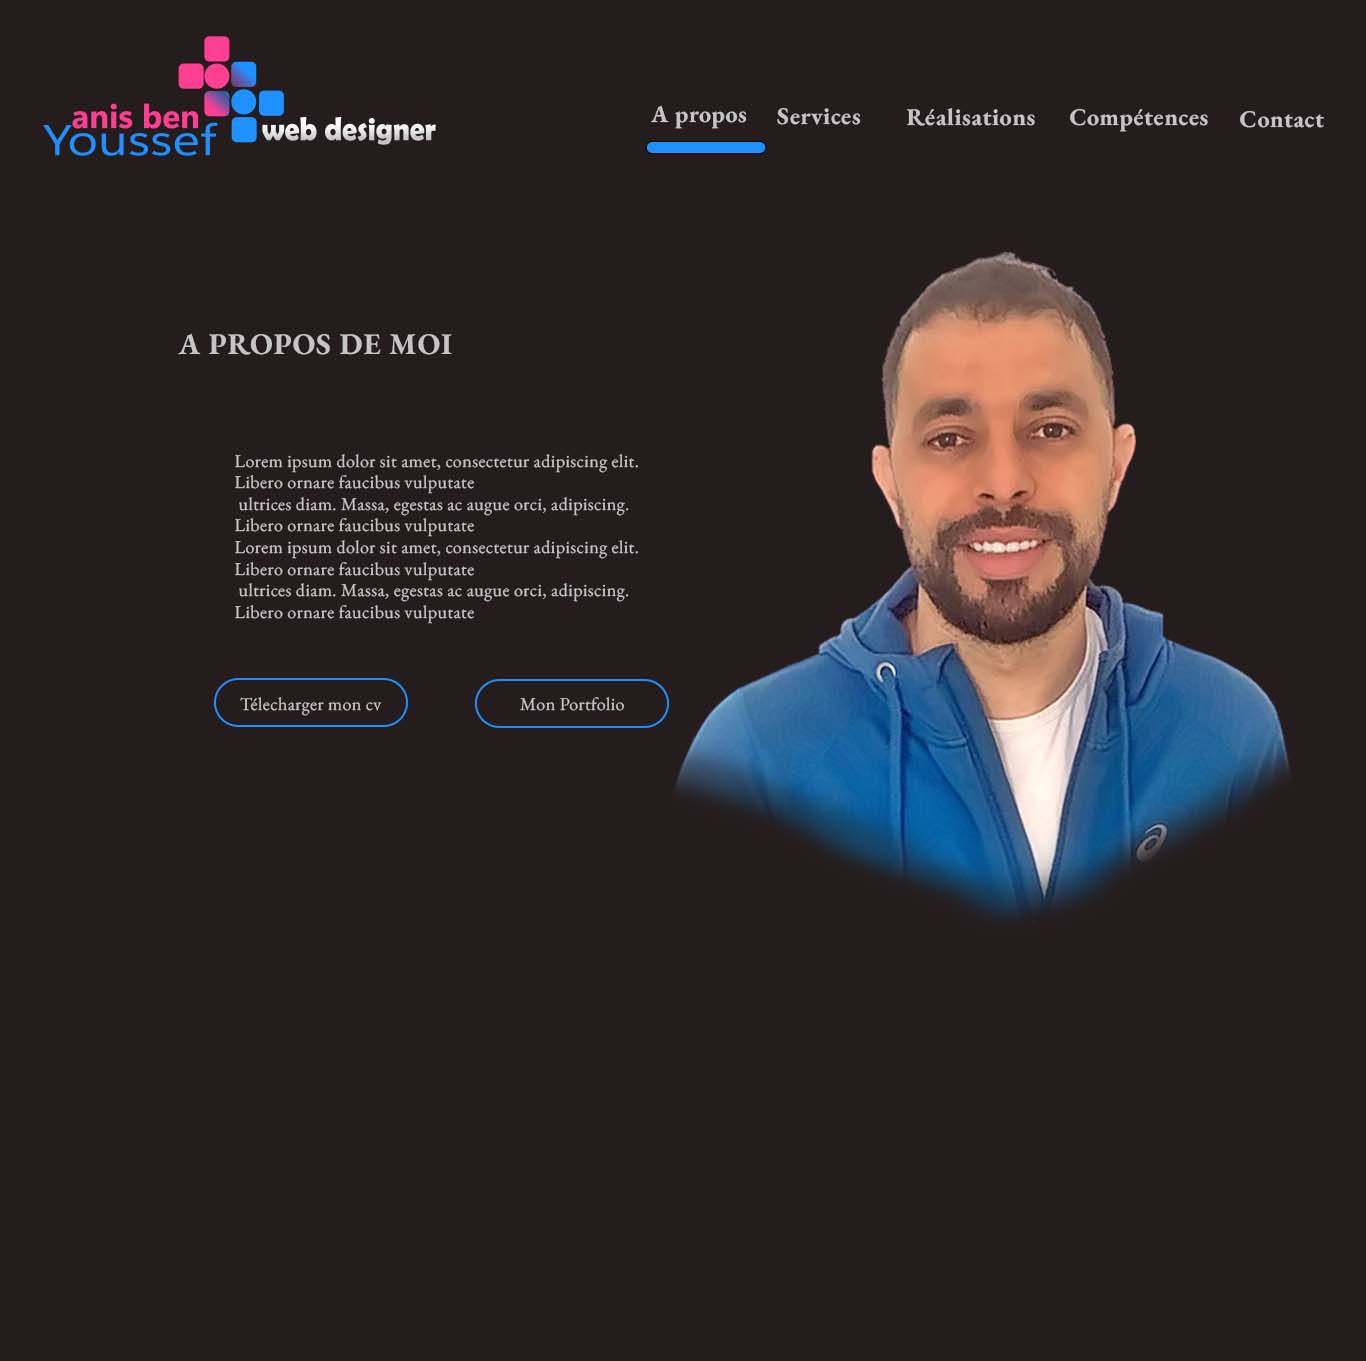 anis ben
Youssef
web designer
A propos Services Réalisations Compétences Contact
A PROPOS DE MOI
Lorem ipsum dolor sit amet, consectetur adipiscing elit.
Libero ornare faucibus vulputate
ultrices diam. Massa, egestas ac augue orci, adipiscing.
Libero ornare faucibus vulputate
Lorem ipsum dolor sit amet, consectetur adipiscing elit.
Libero ornare faucibus vulputate
ultrices diam. Massa, egestas ac augue orci, adipiscing.
Libero ornare faucibus vulputate
Télecharger mon cv Mon Portfolio